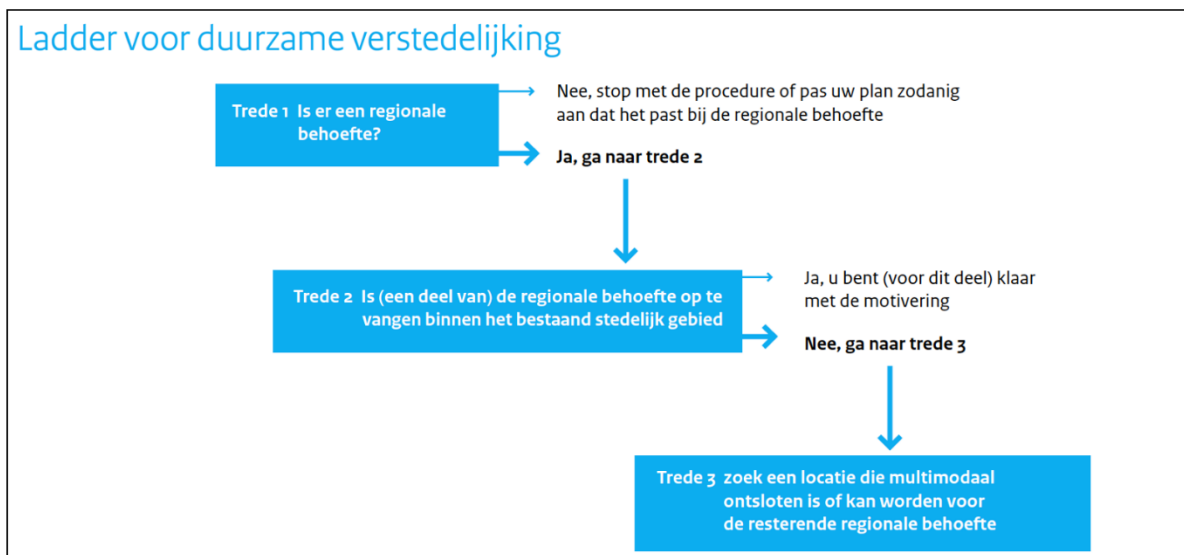 Ladder voor duurzame verstedelijking
Trede 1 Is er een regionale
behoefte?
Nee, stop met de procedure of pas uw plan zodanig
aan dat het past bij de regionale behoefte
Ja, ga naar trede 2
Trede 2 Is (een deel van) de regionale behoefte op te
vangen binnen het bestaand stedelijk gebied
Ja, u bent (voor dit deel) klaar
met de motivering
Nee, ga naar trede 3
Trede 3 zoek een locatie die multimodaal
ontsloten is of kan worden voor
de resterende regionale behoefte